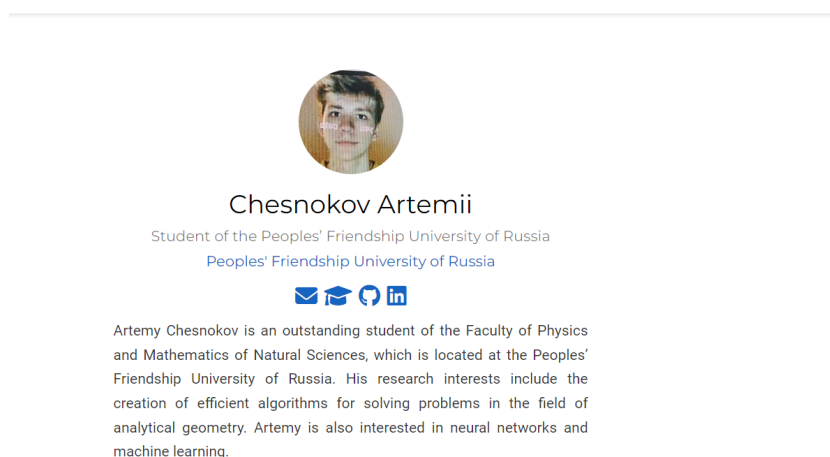 Chesnokov Artemii
Student of the Peoples’ Friendship University of Russia
Peoples' Friendship University of Russia
Artemy Chesnokov is an outstanding student of the Faculty of Physics
and Mathematics of Natural Sciences, which is located at the Peoples’
Friendship University of Russia. His research interests include the
creation of efficient algorithms for solving problems in the field of
analytical geometry. Artemy is also interested in neural networks and
machine learning.